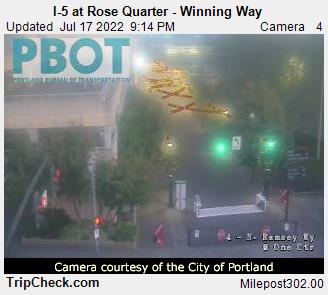 I-5 at Rose Quarter - Winning Way
Updated Jul 17 2022 9:14 PM Camera 4
PBOT
PORTLAND BUREAU OF TRANSPORTATION
4 - N. Ramsey Wy
@ One Ctr
Camera courtesy of the City of Portland
TripCheck.com Milepost302.00